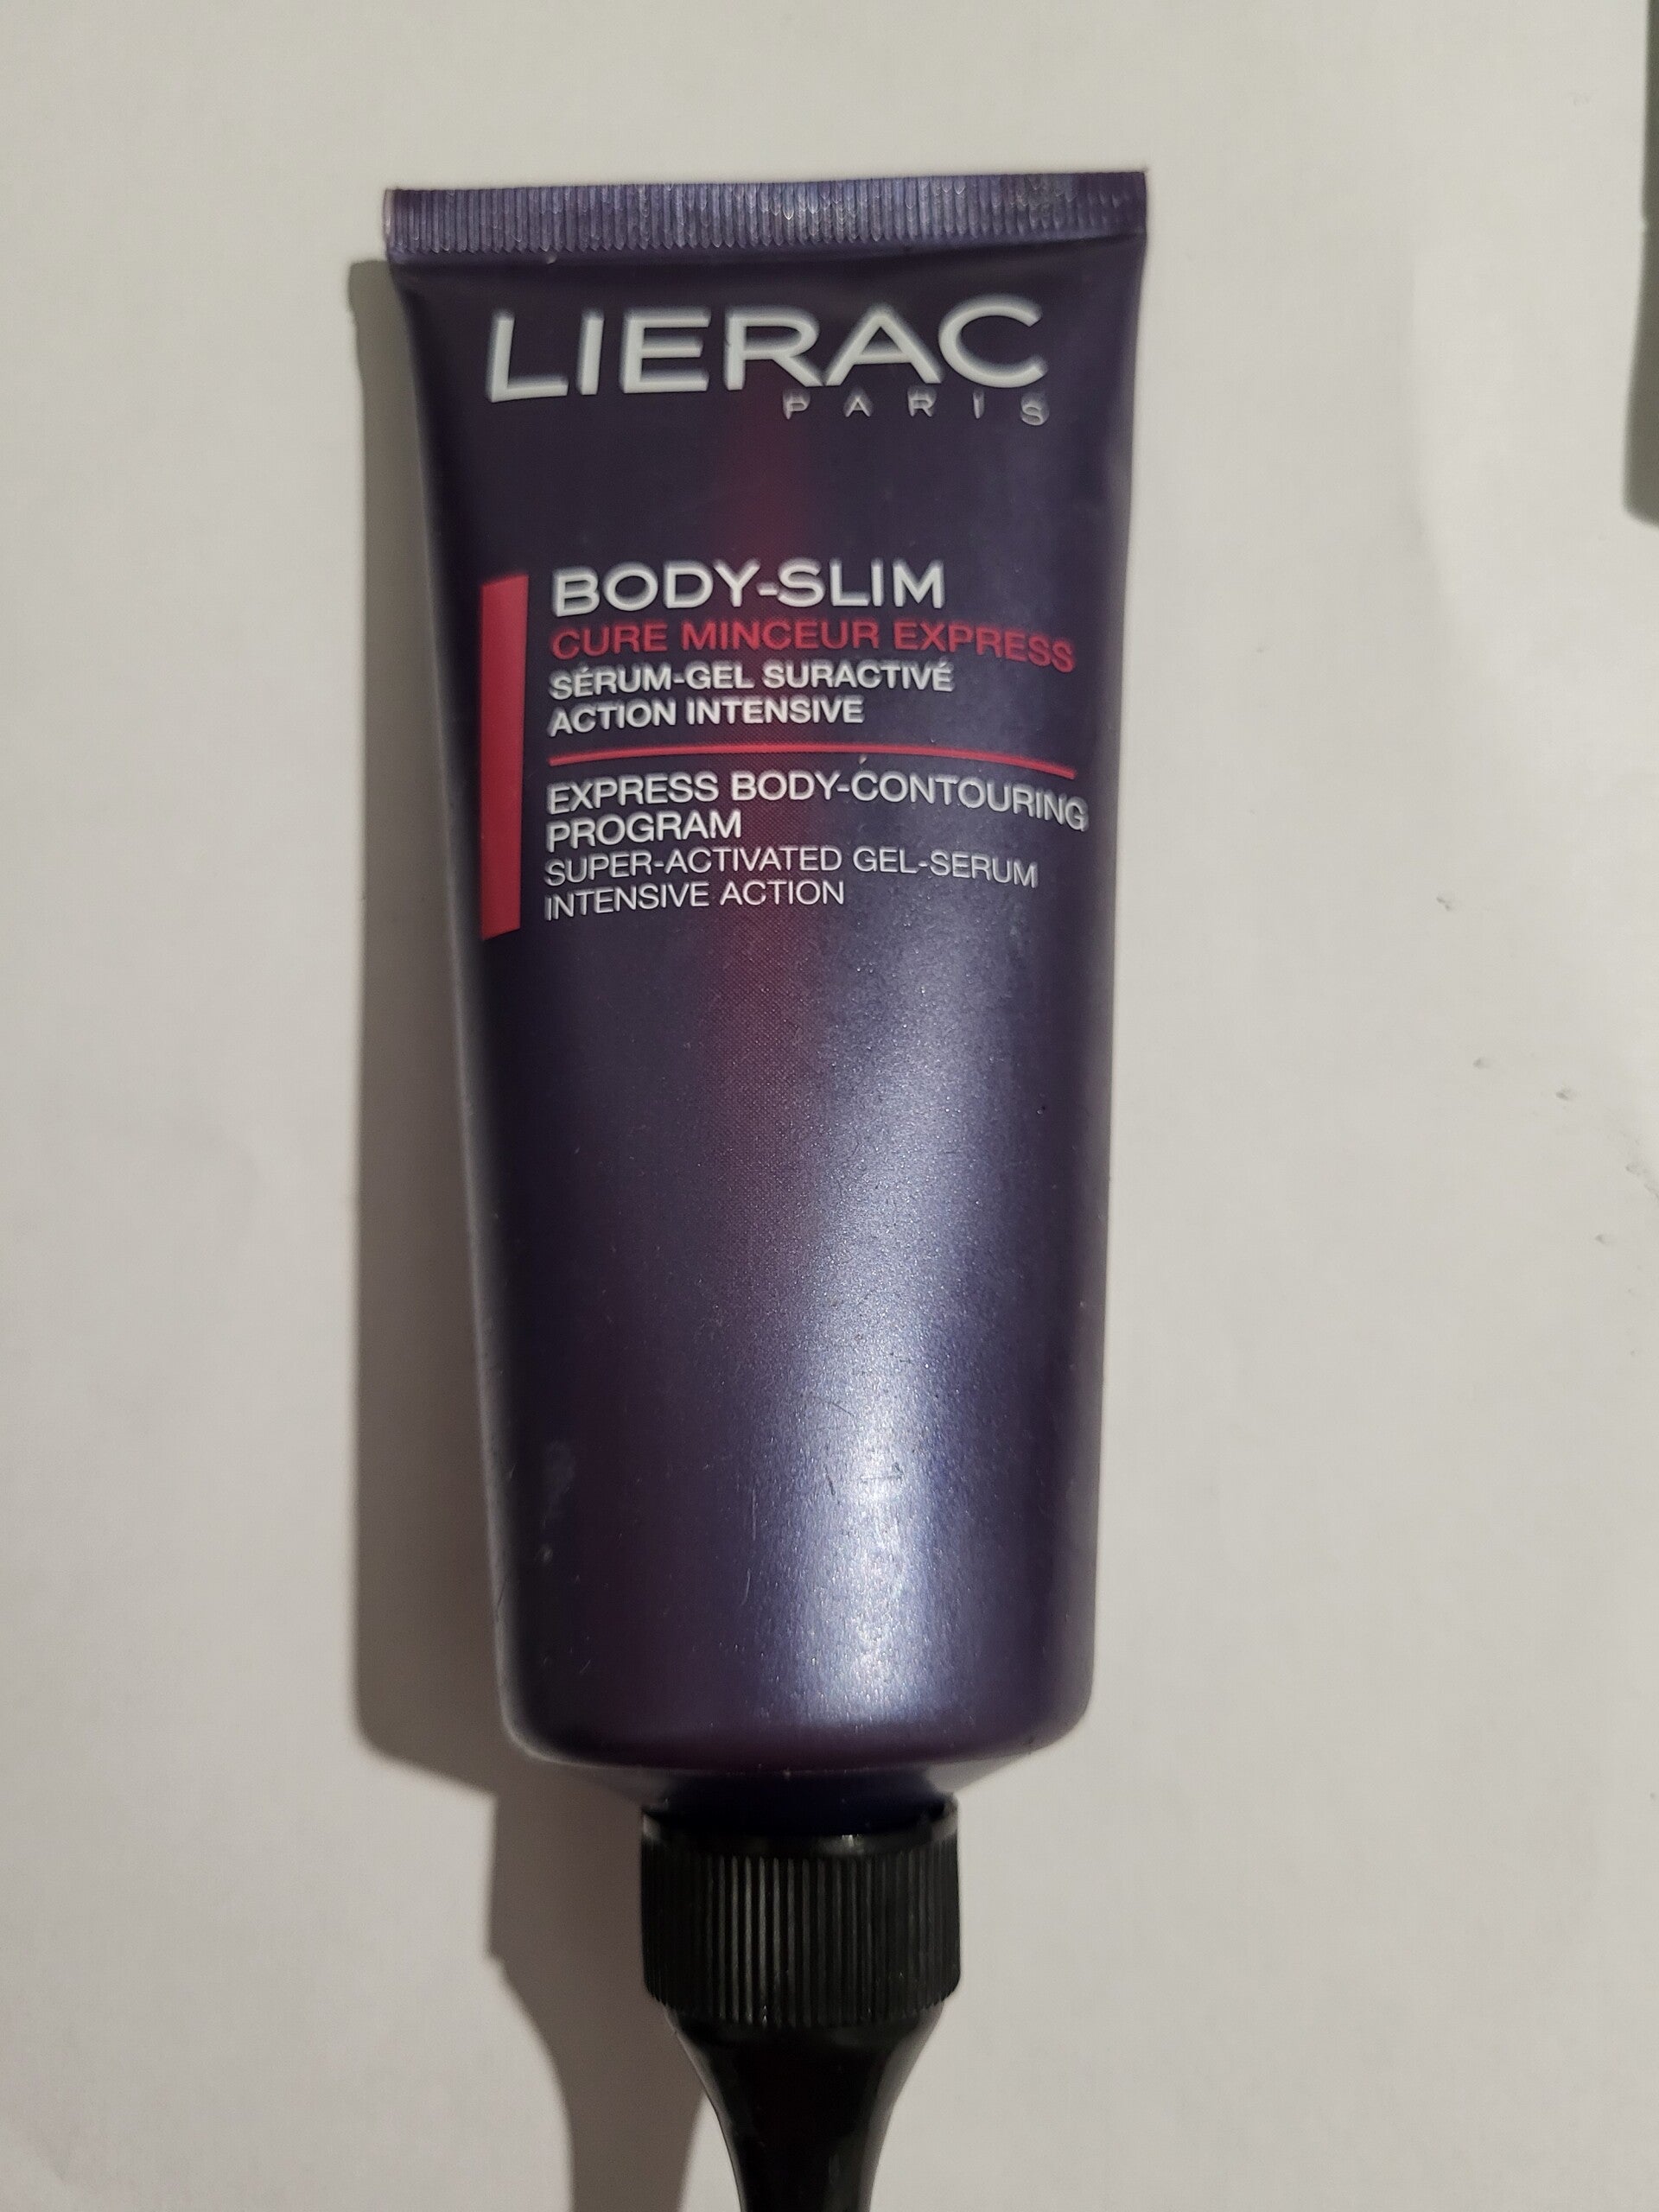 LIERAC
PARIS
BODY-SLIM
CURE MINCEUR EXPRESS
SÉRUM-GEL SURACTIVÉ
ACTION INTENSIVE
EXPRESS BODY-CONTOURING
PROGRAM
SUPER-ACTIVATED GEL-SERUM
INTENSIVE ACTION